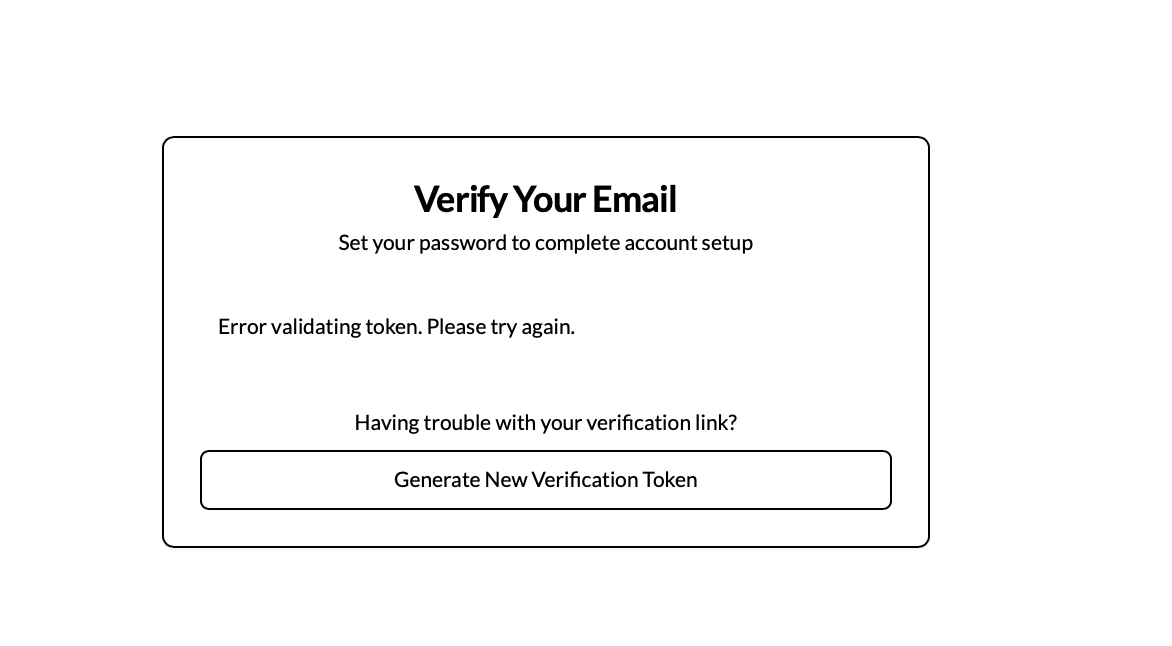 Verify Your Email
Set your password to complete account setup
Error validating token. Please try again.
Having trouble with your verification link?
Generate New Verification Token